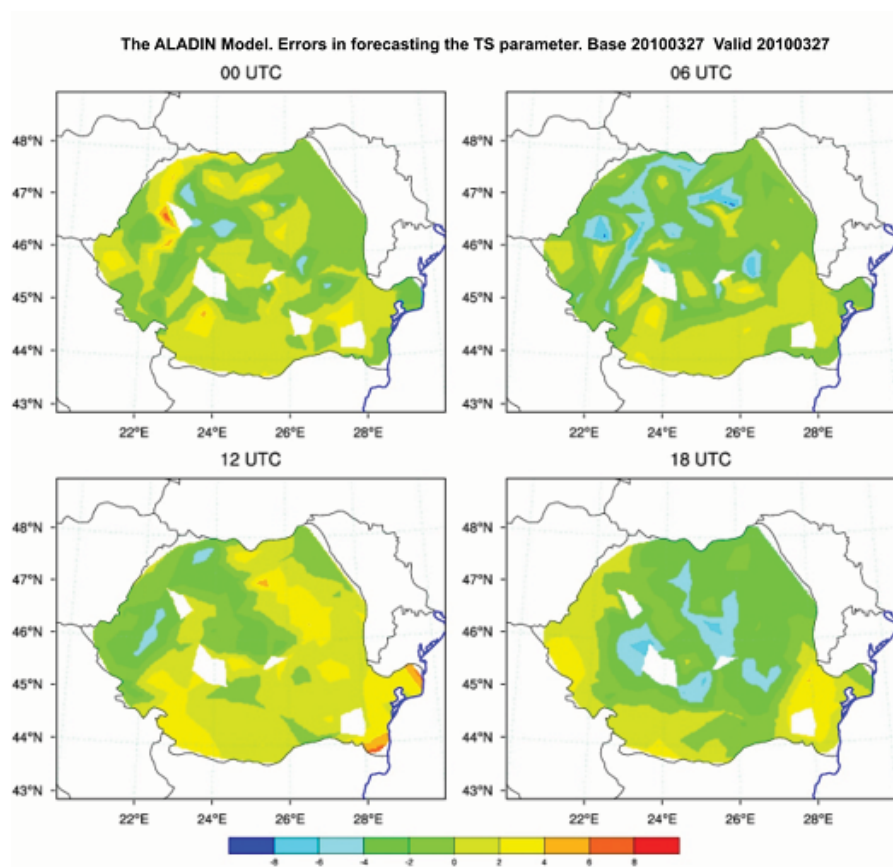 The ALADIN Model. Errors in forecasting the TS parameter. Base 20100327 Valid 20100327
00 UTC
06 UTC
48°N
47°N
46°N
45°N
44°N
43°N
22°E 24°E 26°E 28°E
48°N
47°N
46°N
45°N
44°N
43°N
22°E 24°E 26°E 28°E
12 UTC
18 UTC
48°N
47°N
46°N
45°N
44°N
43°N
22°E 24°E 26°E 28°E
48°N
47°N
46°N
45°N
44°N
43°N
22°E 24°E 26°E 28°E
-8 -6 -4 -2 0 2 4 6 8